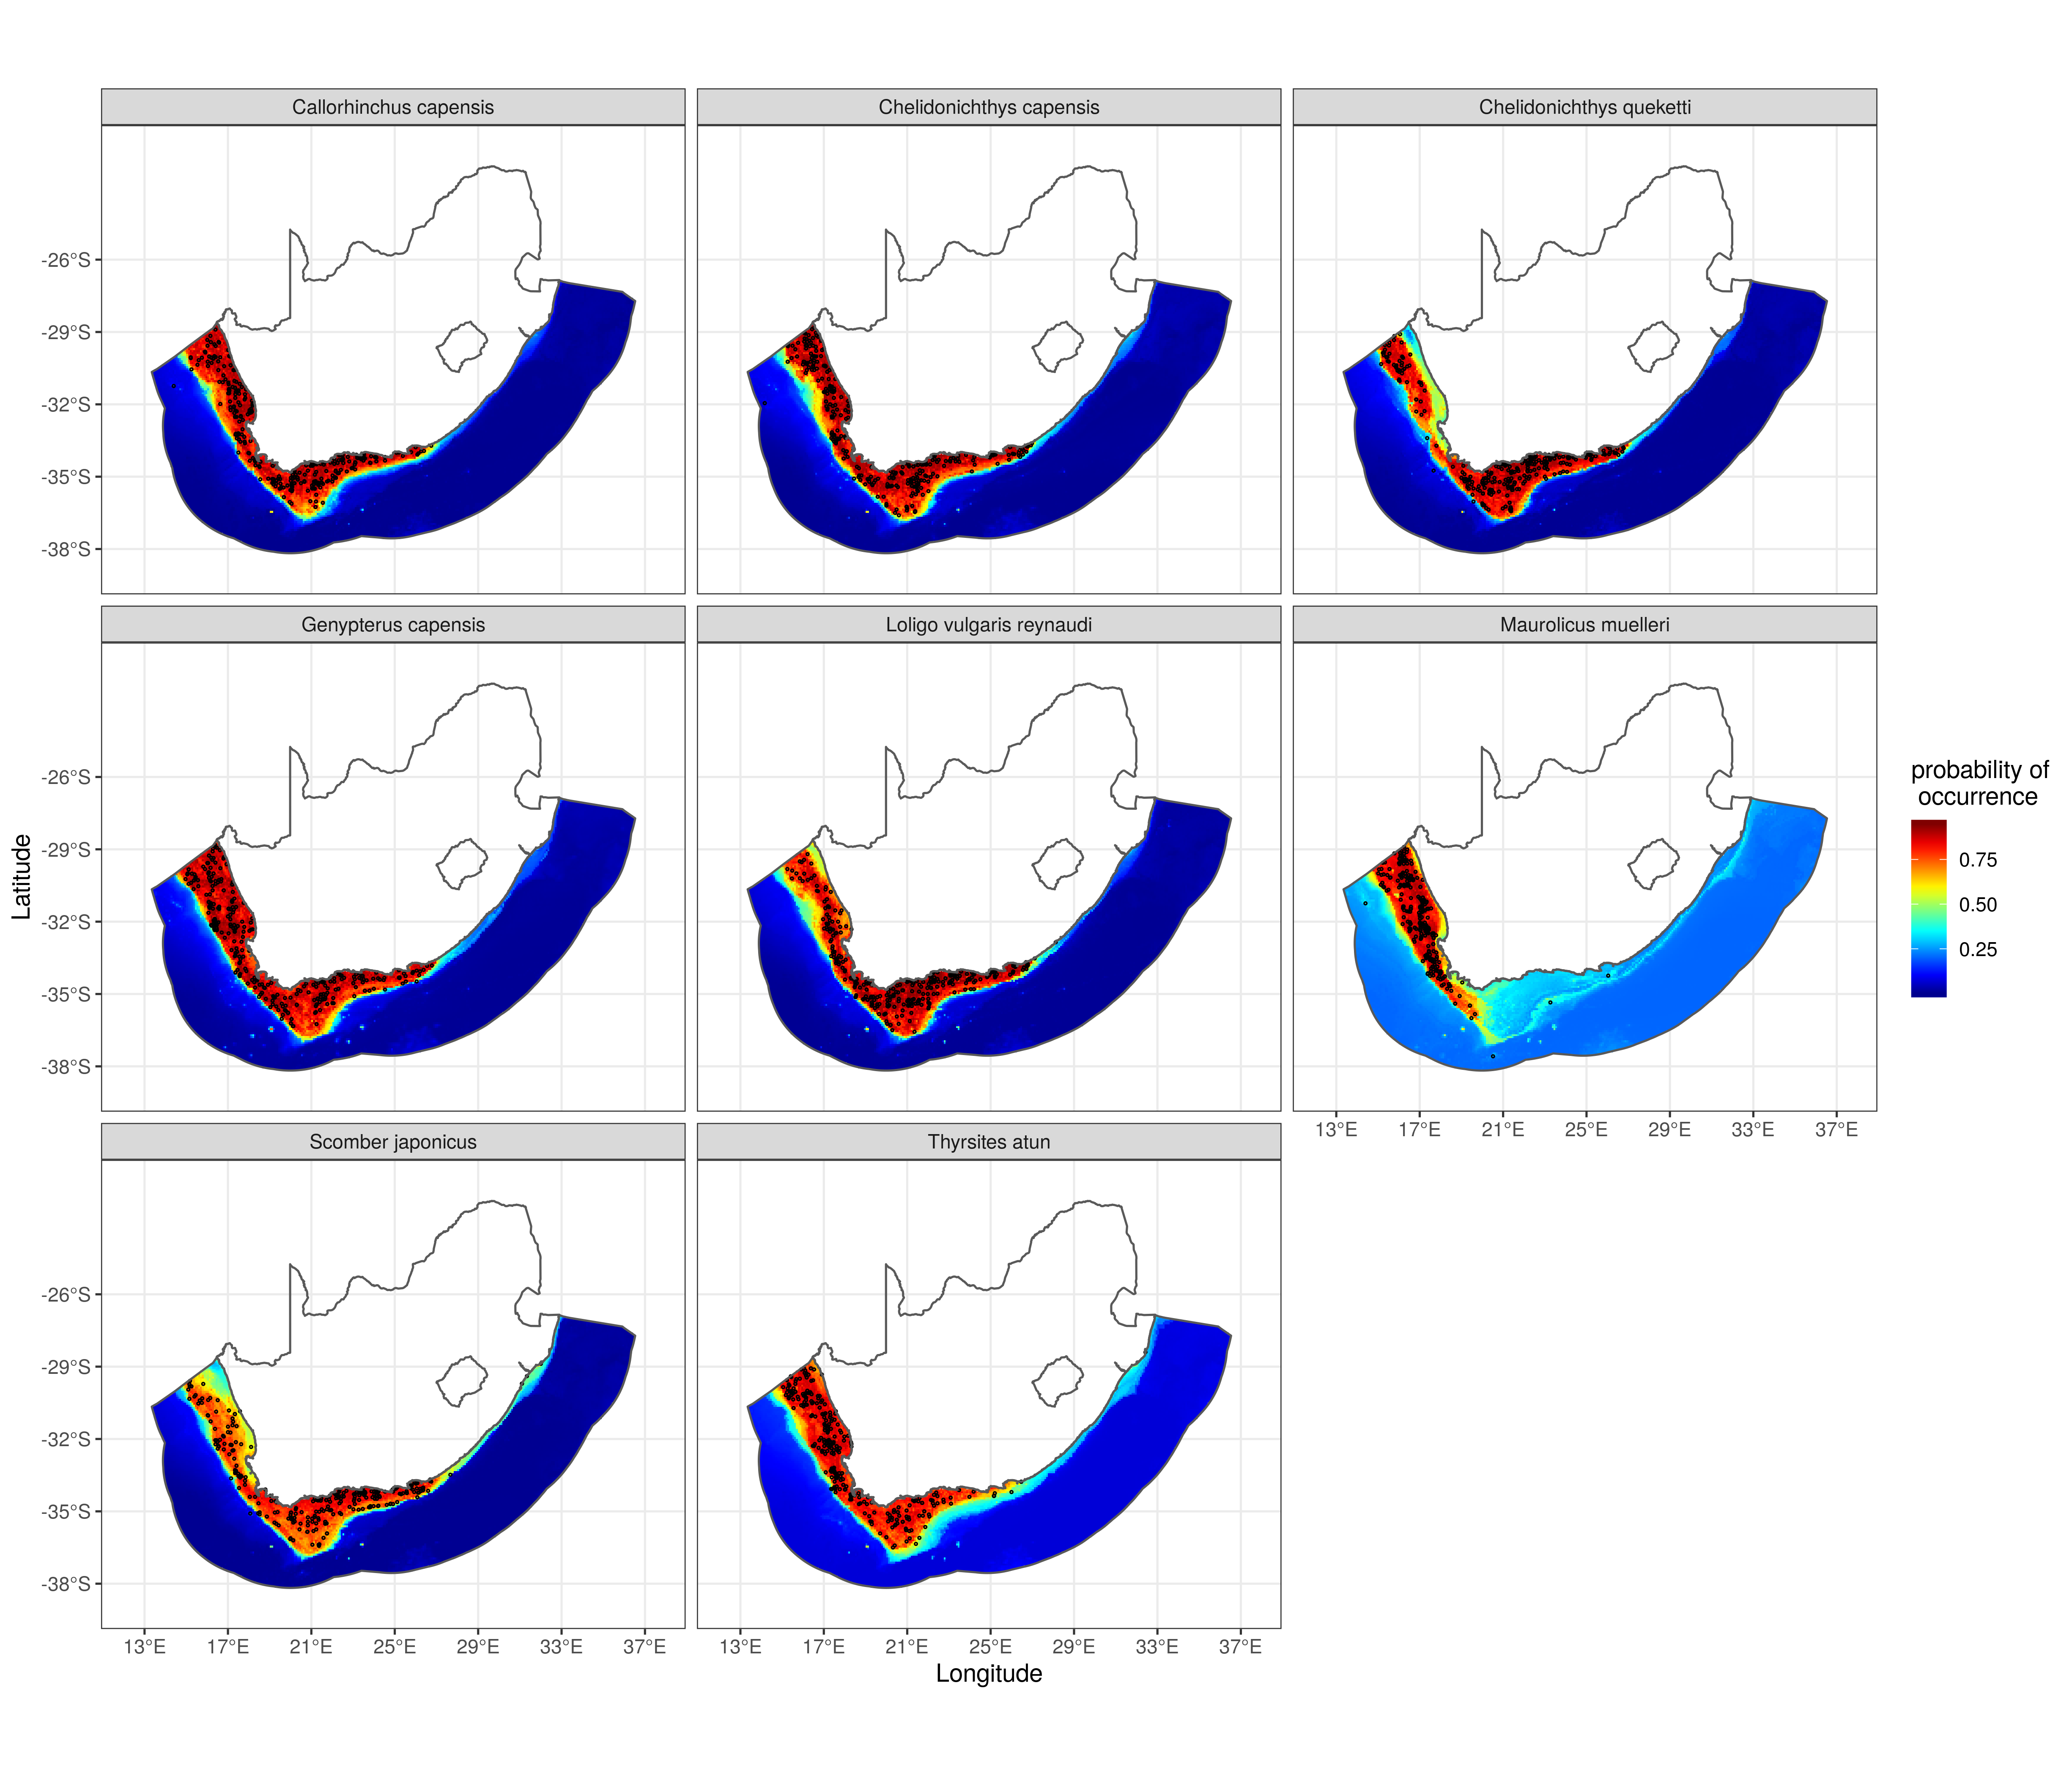 Callorhinchus capensis
Chelidonichthys capensis
Chelidonichthys queketti
-26°S
-29°S
-32°S
-35°S
-38°S
Genypterus capensis
Loligo vulgaris reynaudi
Maurolicus muelleri
-26°S
-29°S
-32°S
-35°S
-38°S
13°E 17°E 21°E 25°E 29°E 33°E 37°E
Scomber japonicus
Thyrsites atun
-26°S
-29°S
-32°S
-35°S
-38°S
13°E 17°E 21°E 25°E 29°E 33°E 37°E
13°E 17°E 21°E 25°E 29°E 33°E 37°E
Longitude
Latitude
probability of
occurrence
0.75
0.50
0.25